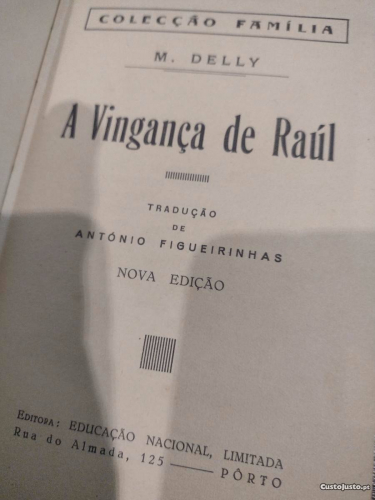 COLECÇÃO FAMÍLIA
M. DELLY
A Vingança de Raúl
TRADUÇÃO
DE
ANTÓNIO FIGUEIRINHAS
NOVA EDIÇÃO
EDITORA: EDUCAÇÃO NACIONAL, LIMITADA
Rua do Almada, 125 —— PÔRTO
CustoJusto.pt